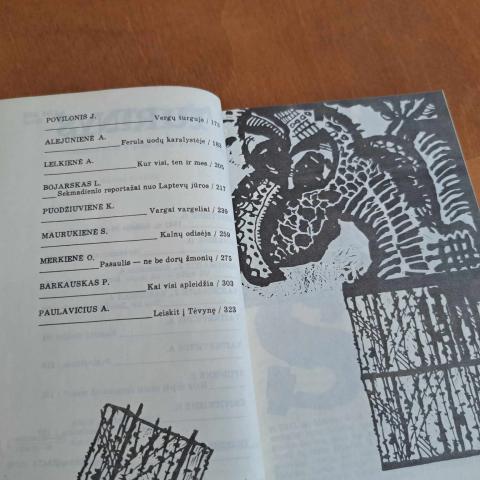 POVILONIS J. Vergų turguje / 175
ALEJŪNIENĖ A. Ferula uodų karalystėje / 183
LELKIENĖ A. Kur visi, ten ir mes / 205
BOJARSKAS L.
Sekmadienio reportažai nuo Laptevų jūros / 217
PUODŽIUVIENĖ K. Vargai vargeliai / 239
MAURUKIENĖ S. Kalnų odisėja / 259
MERKIENĖ O. Pasaulis — ne be dorų žmonių / 275
BARKAUSKAS P. Kai visi apleidžia / 303
PAULAVIČIUS A. Leiskit į Tėvynę / 323